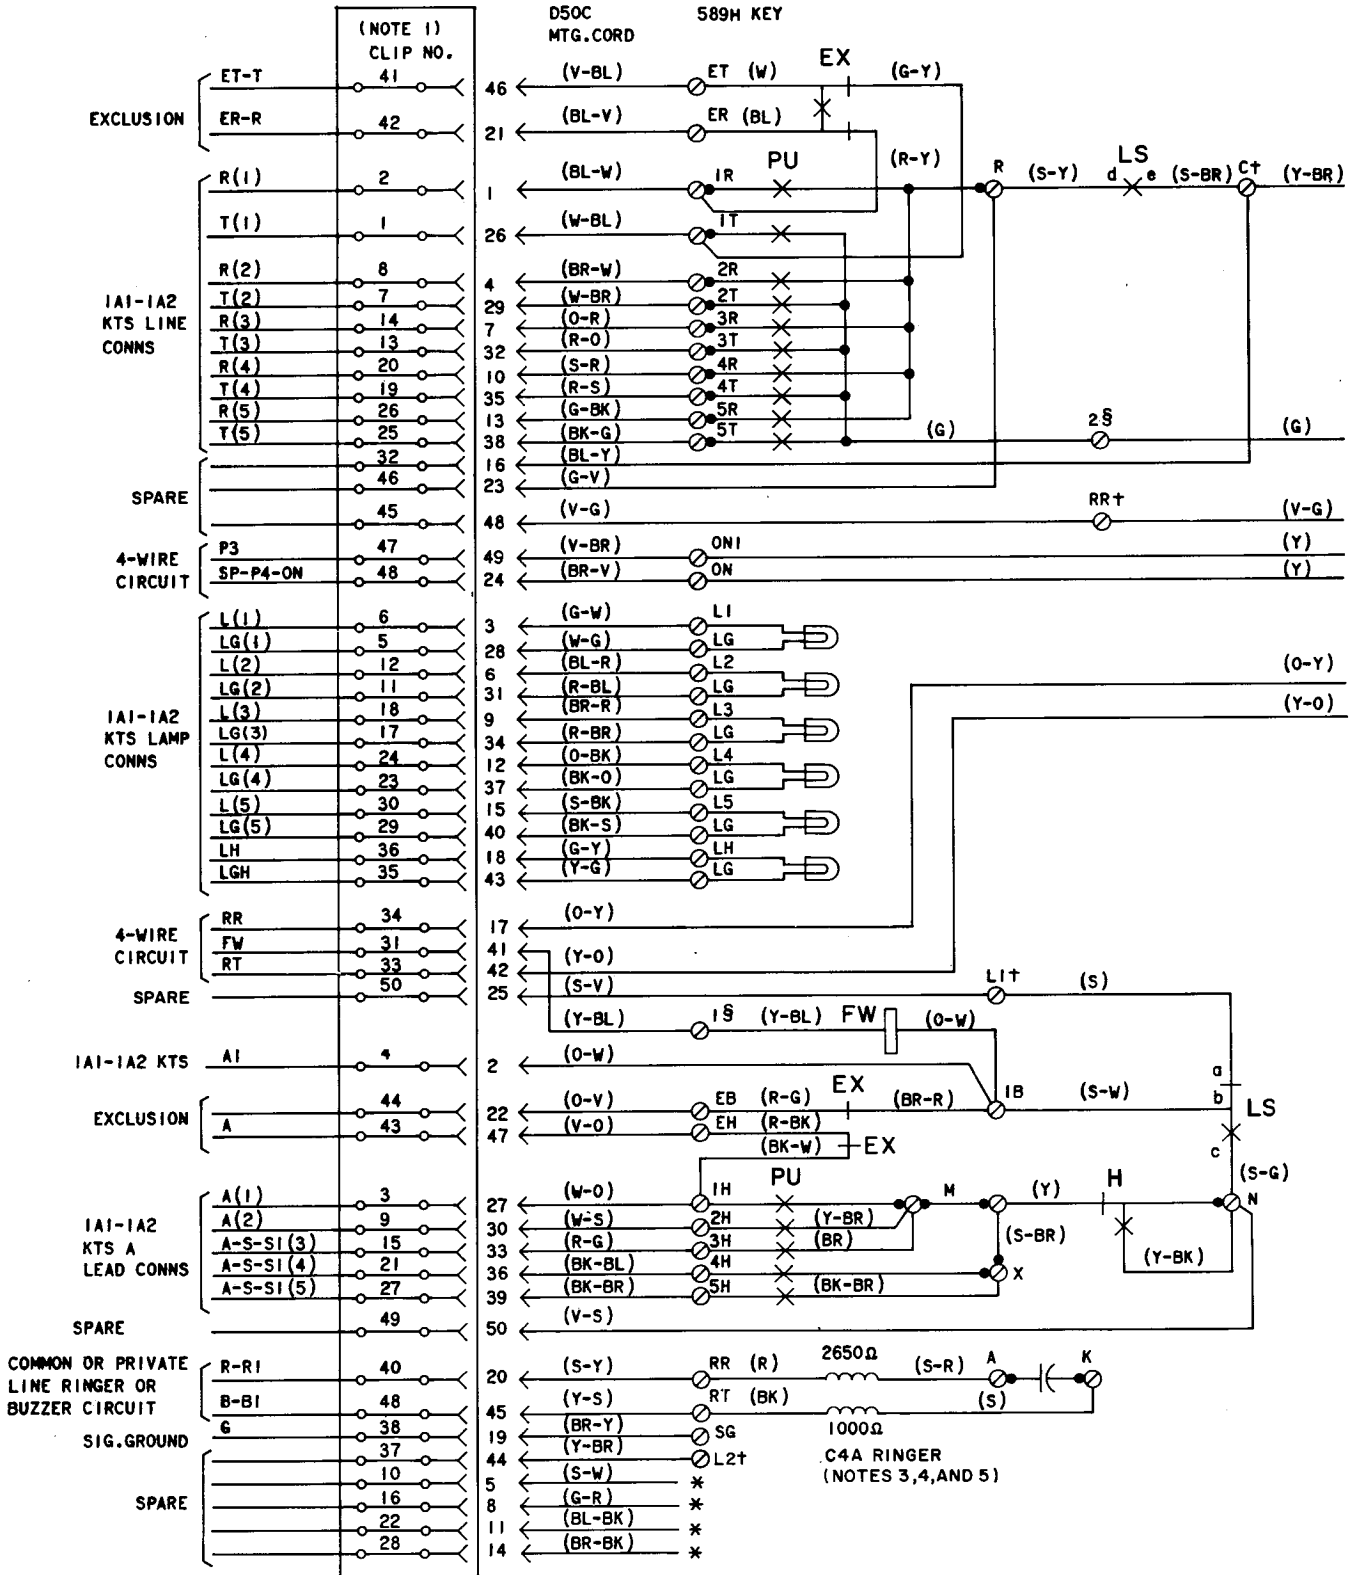 D50C 589H KEY
MTG.CORD
(NOTE 1)
CLIP NO.
EXCLUSION
ET-T 41 46 (V-BL) ET (W) EX (G-Y)
ER-R 42 21 (BL-V) ER (BL)
1A1-1A2
KTS LINE
CONNS
R(1) 2 1 (BL-W) 1R PU (R-Y) R (S-Y) LS d e (S-BR) C† (Y-BR)
T(1) 1 26 (W-BL) 1T
R(2) 8 4 (BR-W) 2R
T(2) 7 29 (W-BR) 2T
R(3) 14 7 (O-R) 3R
T(3) 13 32 (R-O) 3T
R(4) 20 10 (S-R) 4R
T(4) 19 35 (R-S) 4T
R(5) 26 13 (G-BK) 5R
T(5) 25 38 (BK-G) 5T (G) 2§ (G)
SPARE
32 16 (BL-Y)
46 23 (G-V)
45 48 (V-G) RR† (V-G)
4-WIRE
CIRCUIT
P3 47 49 (V-BR) ON1 (Y)
SP-P4-ON 48 24 (BR-V) ON (Y)
1A1-1A2
KTS LAMP
CONNS
L(1) 6 3 (G-W) L1
LG(1) 5 28 (W-G) LG
L(2) 12 6 (BL-R) L2 (O-Y)
LG(2) 11 31 (R-BL) LG
L(3) 18 9 (BR-R) L3 (Y-O)
LG(3) 17 34 (R-BR) LG
L(4) 24 12 (O-BK) L4
LG(4) 23 37 (BK-O) LG
L(5) 30 15 (S-BK) L5
LG(5) 29 40 (BK-S) LG
LH 36 18 (G-Y) LH
LGH 35 43 (Y-G) LG
4-WIRE
CIRCUIT
RR 34 17 (O-Y)
FW 31 41
RT 33 42 (Y-O)
SPARE 50 25 (S-V) L1† (S)
(Y-BL) 1§ (Y-BL) FW (O-W)
1A1-1A2 KTS A1 4 2 (O-W)
a
b
LS
c
(S-G)
EXCLUSION
44 22 (O-V) EB (R-G) EX (BR-R) 1B (S-W)
A 43 47 (V-O) EH (R-BK)
(BK-W) EX
1A1-1A2
KTS A
LEAD CONNS
A(1) 3 27 (W-O) 1H PU M (Y) H N
A(2) 9 30 (W-S) 2H (Y-BR)
A-S-S1(3) 15 33 (R-G) 3H (BR) (S-BR)
A-S-S1(4) 21 36 (BK-BL) 4H X (Y-BK)
A-S-S1(5) 27 39 (BK-BR) 5H (BK-BR)
SPARE 49 50 (V-S)
COMMON OR PRIVATE
LINE RINGER OR
BUZZER CIRCUIT
R-R1 40 20 (S-Y) RR (R) 2650Ω (S-R) A K
B-B1 48 45 (Y-S) RT (BK) 1000Ω (S)
SIG.GROUND G 38 19 (BR-Y) SG
C4A RINGER
(NOTES 3,4,AND 5)
SPARE
37 44 (Y-BR) L2†
10 5 (S-W) *
16 8 (G-R) *
22 11 (BL-BK) *
28 14 (BR-BK) *